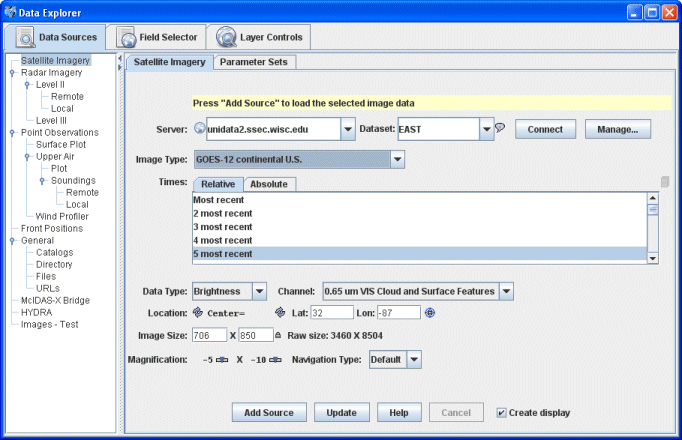 Data Explorer
Data Sources
Field Selector
Layer Controls
Satellite Imagery
Radar Imagery
Level II
Remote
Local
Level III
Point Observations
Surface Plot
Upper Air
Plot
Soundings
Remote
Local
Wind Profiler
Front Positions
General
Catalogs
Directory
Files
URLs
McIDAS-X Bridge
HYDRA
Images - Test
Satellite Imagery
Parameter Sets
Press "Add Source" to load the selected image data
Server: unidata2.ssec.wisc.edu Dataset: EAST Connect Manage...
Image Type: GOES-12 continental U.S.
Times: Relative Absolute
Most recent
2 most recent
3 most recent
4 most recent
5 most recent
Data Type: Brightness Channel: 0.65 um VIS Cloud and Surface Features
Location: Center= Lat: 32 Lon: -87
Image Size: 706 X 850 Raw size: 3460 X 8504
Magnification: -5 X -10 Navigation Type: Default
Add Source Update Help Cancel Create display